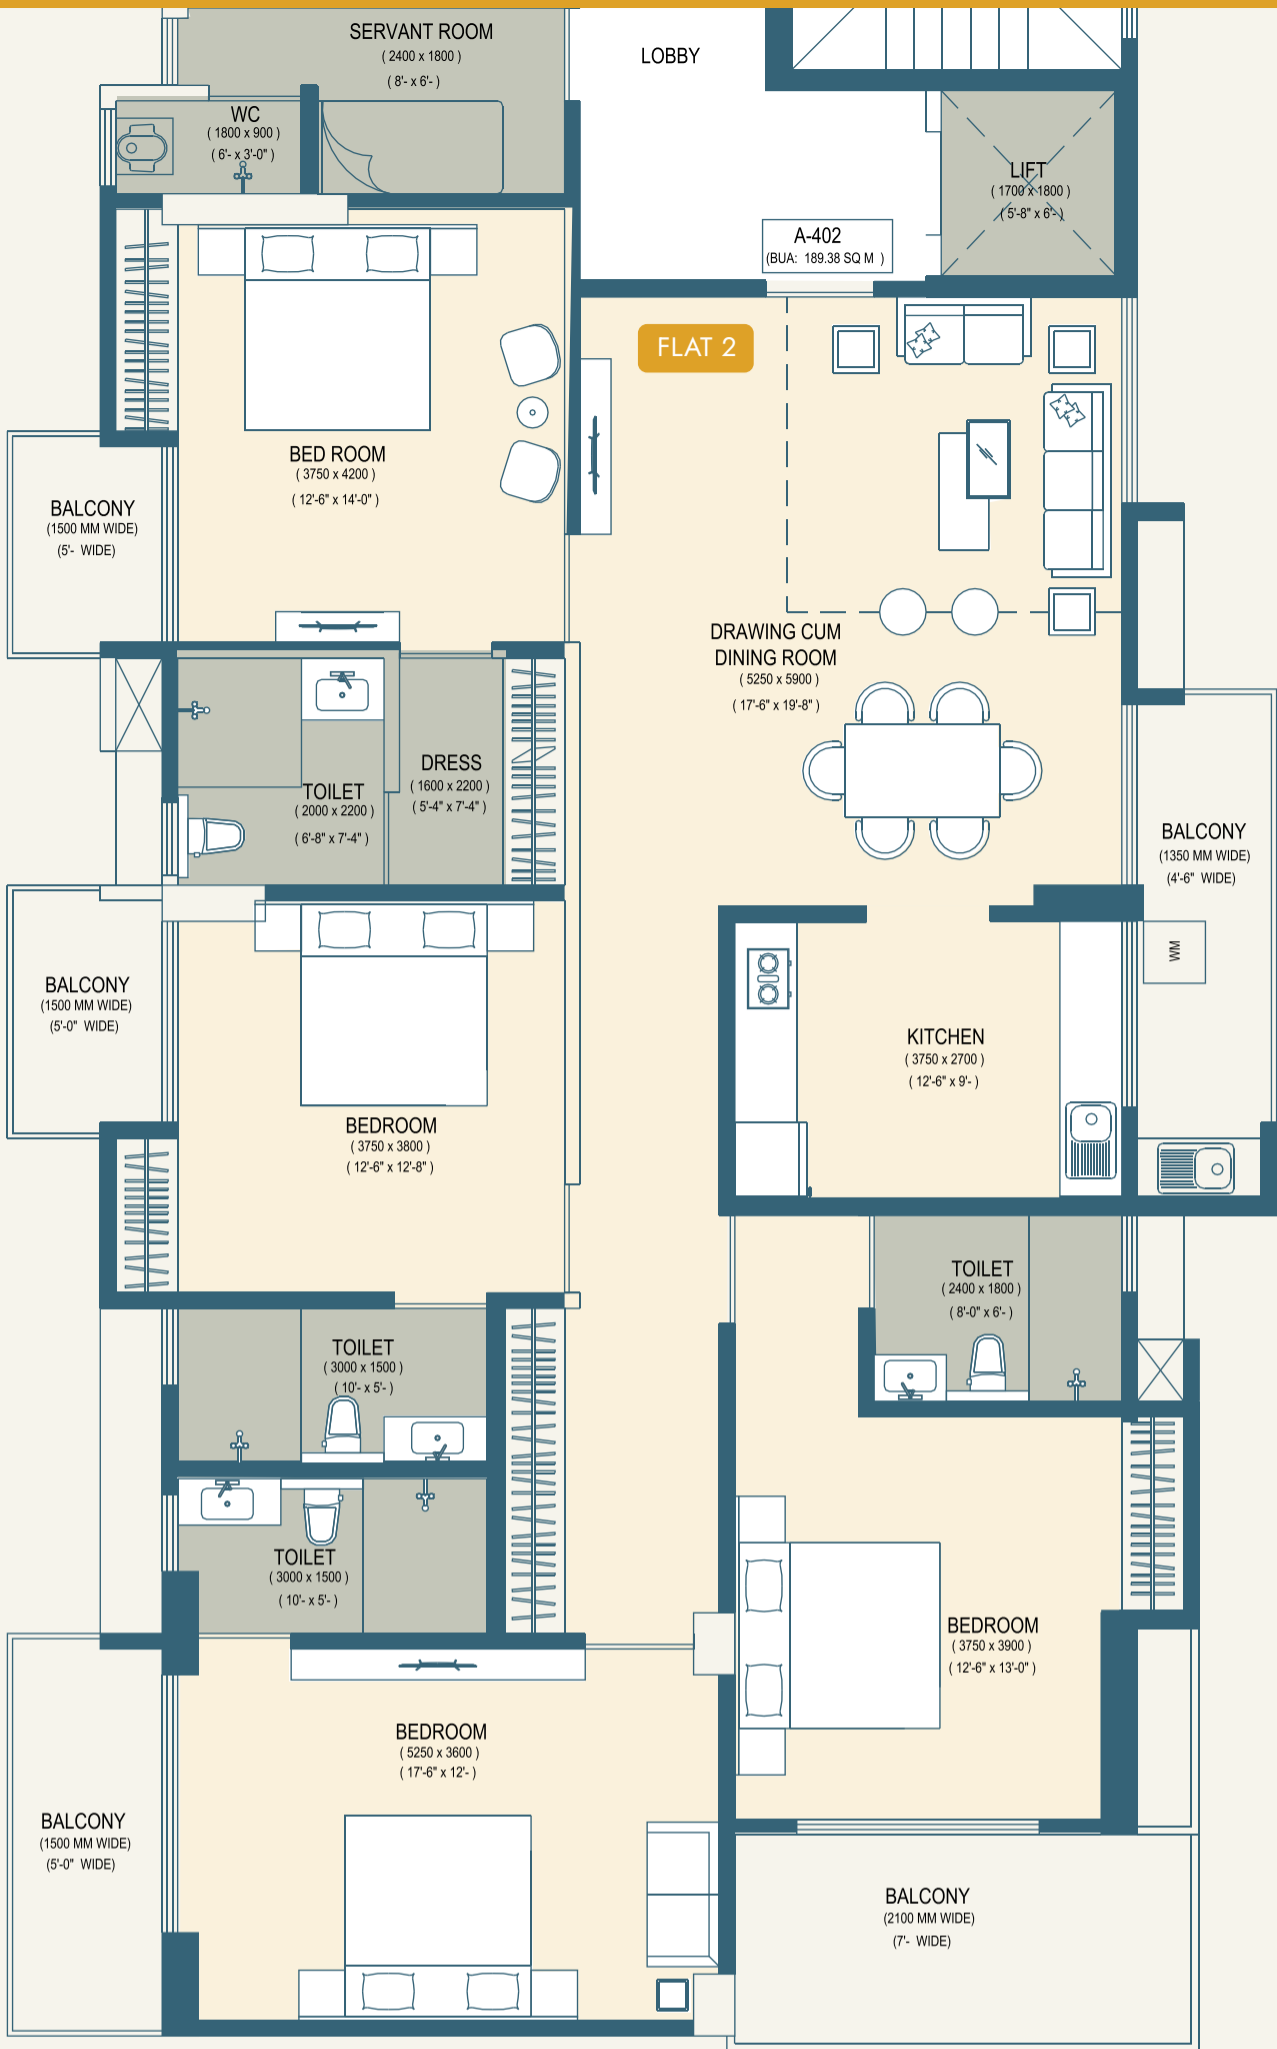 SERVANT ROOM
( 2400 x 1800 )
( 8'- x 6'- )
LOBBY
WC
( 1800 x 900 )
( 6'- x 3'-0" )
LIFT
( 1700 x 1800 )
( 5'-8" x 6'- )
A-402
(BUA: 189.38 SQ M )
FLAT 2
BED ROOM
( 3750 x 4200 )
( 12'-6" x 14'-0" )
BALCONY
(1500 MM WIDE)
(5'- WIDE)
DRAWING CUM
DINING ROOM
( 5250 x 5900 )
( 17'-6" x 19'-8" )
DRESS
( 1600 x 2200 )
( 5'-4" x 7'-4" )
TOILET
( 2000 x 2200 )
( 6'-8" x 7'-4" )
BALCONY
(1350 MM WIDE)
(4'-6" WIDE)
WM
BALCONY
(1500 MM WIDE)
(5'-0" WIDE)
KITCHEN
( 3750 x 2700 )
( 12'-6" x 9'- )
BEDROOM
( 3750 x 3800 )
( 12'-6" x 12'-8" )
TOILET
( 2400 x 1800 )
( 8'-0" x 6'- )
TOILET
( 3000 x 1500 )
( 10'- x 5'- )
TOILET
( 3000 x 1500 )
( 10'- x 5'- )
BEDROOM
( 3750 x 3900 )
( 12'-6" x 13'-0" )
BEDROOM
( 5250 x 3600 )
( 17'-6" x 12'- )
BALCONY
(1500 MM WIDE)
(5'-0" WIDE)
BALCONY
(2100 MM WIDE)
(7'- WIDE)